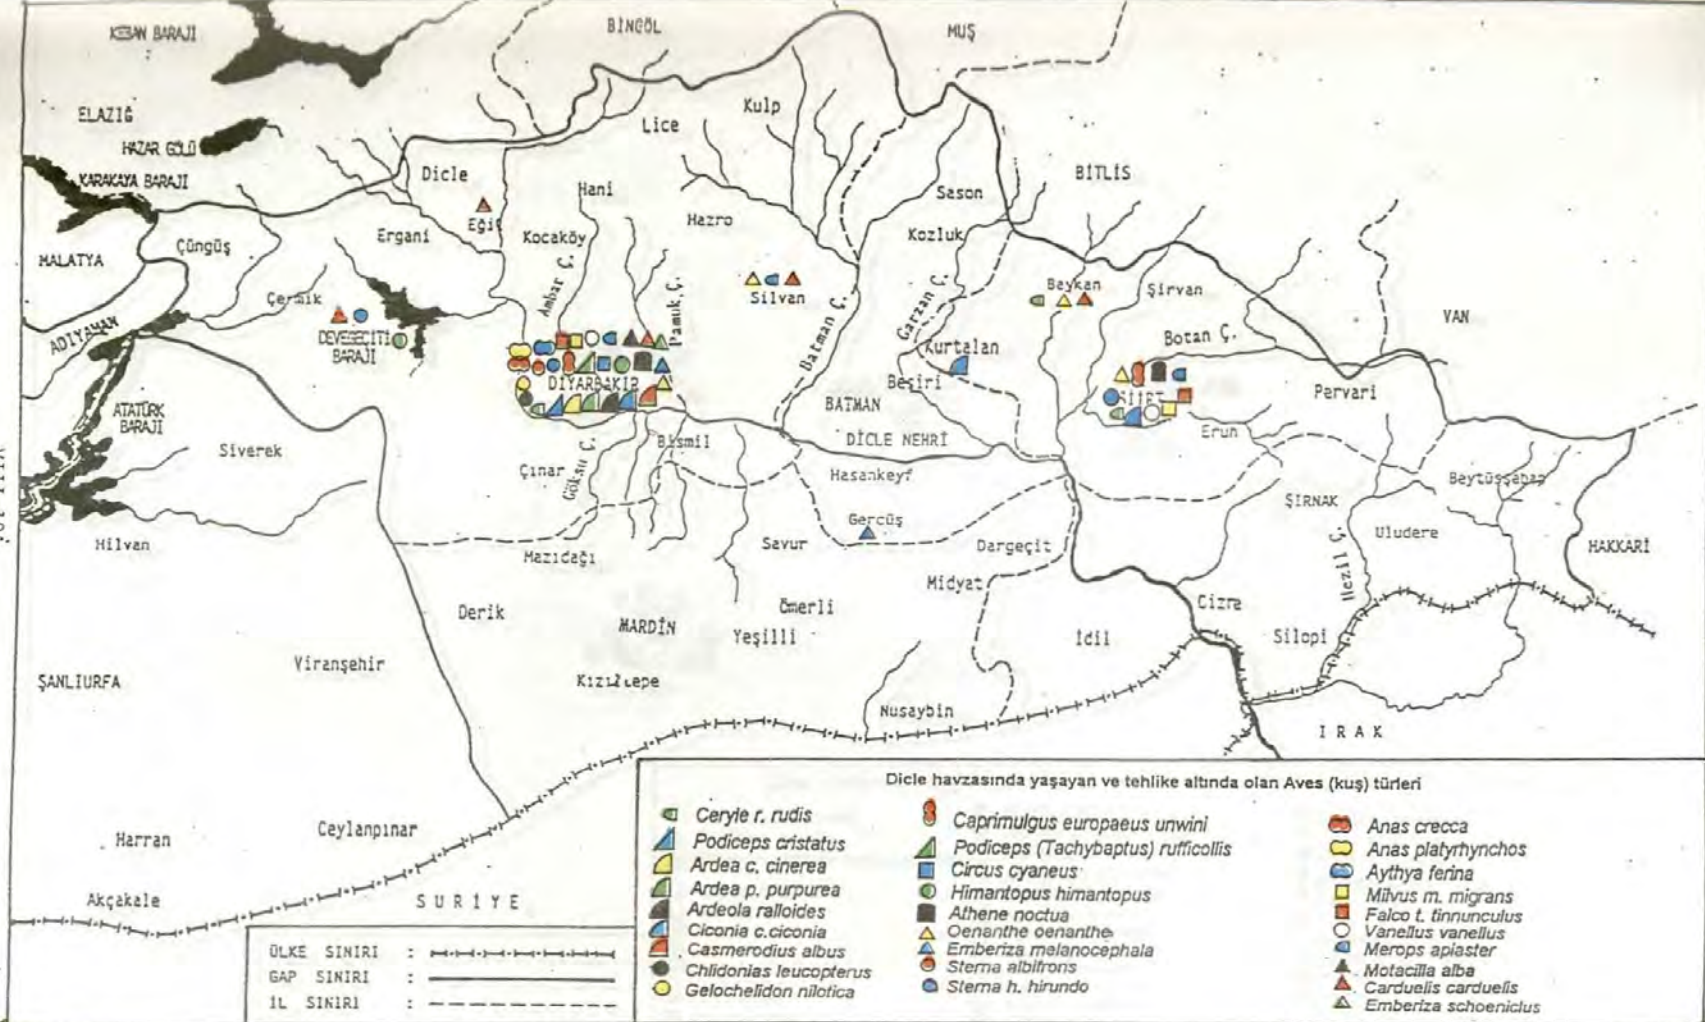 KEBAN BARAJI
BİNGÖL
MUŞ
ELAZIĞ
Kulp
Lice
HAZAR GÖLÜ
KARAKAYA BARAJI
Dicle
Hani
BİTLİS
Sason
Hazro
Eğil
Çüngüş
Ergani
Kocaköy
Kozluk
MALATYA
Ambar Ç.
Pamuk Ç.
Silvan
Batman Ç.
Garzan Ç.
Baykan
Şirvan
Çermik
VAN
ADIYAMAN
DEVEGEÇİTİ
BARAJI
Botan Ç.
Kurtalan
DİYARBAKIR
Beşiri
Pervari
SİİRT
BATMAN
ATATÜRK
BARAJI
Eruh
DİCLE NEHRİ
Bismil
Siverek
Çınar
Göksu Ç.
Hasankeyf
Beytüşşebap
ŞIRNAK
Gercüş
Uludere
Hilvan
Savur
Dargeçit
HAKKARİ
Mazıdağı
Midyat
Hezil Ç.
Cizre
Derik
Ömerli
MARDİN
Yeşilli
İdil
Silopi
Viranşehir
ŞANLIURFA
Kızıltepe
Nusaybin
IRAK
Harran
Ceylanpınar
Akçakale
SURİYE
ÜLKE SINIRI :
GAP SINIRI :
İL SINIRI :
Dicle havzasında yaşayan ve tehlike altında olan Aves (kuş) türleri
Ceryle r. rudis
Podiceps cristatus
Ardea c. cinerea
Ardea p. purpurea
Ardeola ralloides
Ciconia c.ciconia
Casmerodius albus
Chlidonias leucopterus
Gelochelidon nilotica
Caprimulgus europaeus unwini
Podiceps (Tachybaptus) rufficollis
Circus cyaneus
Himantopus himantopus
Athene noctua
Oenanthe oenanthe
Emberiza melanocephala
Sterna albifrons
Sterna h. hirundo
Anas crecca
Anas platyrhynchos
Aythya ferina
Milvus m. migrans
Falco t. tinnunculus
Vanellus vanellus
Merops apiaster
Motacilla alba
Carduelis carduelis
Emberiza schoeniclus